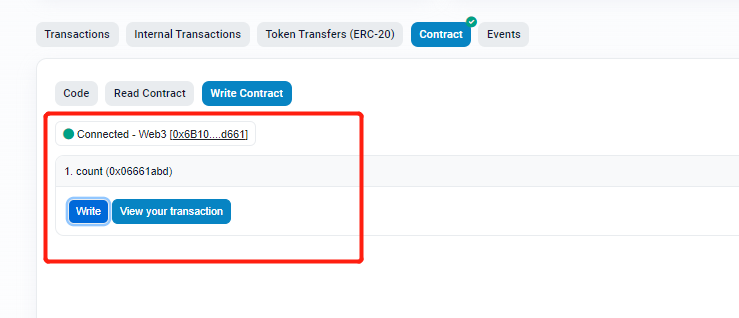 Transactions Internal Transactions Token Transfers (ERC-20) Contract Events
Code Read Contract Write Contract
Connected - Web3 [0x6B10....d661]
1. count (0x06661abd)
Write View your transaction